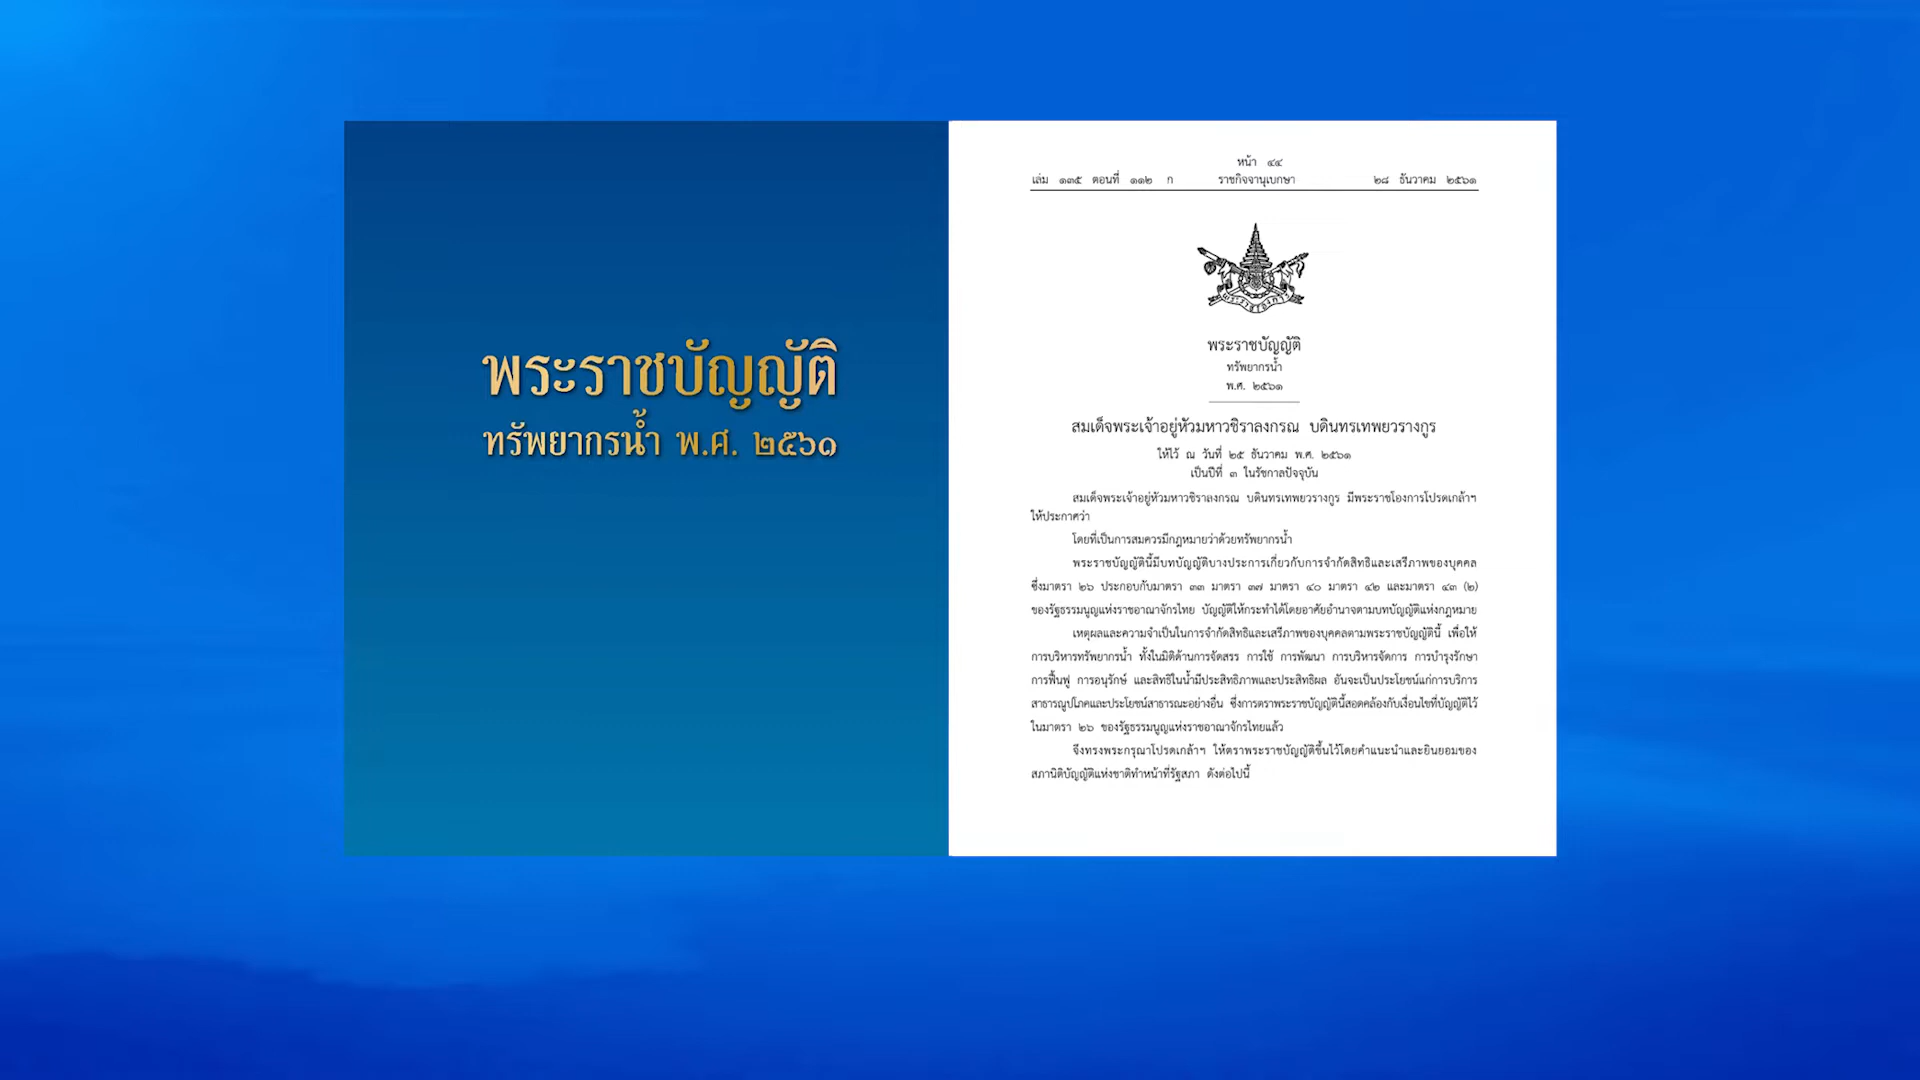 พระราชบัญญัติ
ทรัพยากรน้ำ พ.ศ. ๒๕๖๑
หน้า ๔๔
เล่ม ๑๓๕ ตอนที่ ๑๑๒ ก ราชกิจจานุเบกษา ๒๘ ธันวาคม ๒๕๖๑
พระราชบัญญัติ
ทรัพยากรน้ำ
พ.ศ. ๒๕๖๑
สมเด็จพระเจ้าอยู่หัวมหาวชิราลงกรณ บดินทรเทพยวรางกูร
ให้ไว้ ณ วันที่ ๒๕ ธันวาคม พ.ศ. ๒๕๖๑
เป็นปีที่ ๓ ในรัชกาลปัจจุบัน
สมเด็จพระเจ้าอยู่หัวมหาวชิราลงกรณ บดินทรเทพยวรางกูร มีพระราชโองการโปรดเกล้าฯ
ให้ประกาศว่า
โดยที่เป็นการสมควรมีกฎหมายว่าด้วยทรัพยากรน้ำ
พระราชบัญญัตินี้มีบทบัญญัติบางประการเกี่ยวกับการจำกัดสิทธิและเสรีภาพของบุคคล
ซึ่งมาตรา ๒๖ ประกอบกับมาตรา ๓๓ มาตรา ๓๗ มาตรา ๔๐ มาตรา ๔๒ และมาตรา ๔๓ (๒)
ของรัฐธรรมนูญแห่งราชอาณาจักรไทย บัญญัติให้กระทำได้โดยอาศัยอำนาจตามบทบัญญัติแห่งกฎหมาย
เหตุผลและความจำเป็นในการจำกัดสิทธิและเสรีภาพของบุคคลตามพระราชบัญญัตินี้ เพื่อให้
การบริหารทรัพยากรน้ำ ทั้งในมิติด้านการจัดสรร การใช้ การพัฒนา การบริหารจัดการ การบำรุงรักษา
การฟื้นฟู การอนุรักษ์ และสิทธิในน้ำมีประสิทธิภาพและประสิทธิผล อันจะเป็นประโยชน์แก่การบริการ
สาธารณูปโภคและประโยชน์สาธารณะอย่างอื่น ซึ่งการตราพระราชบัญญัตินี้สอดคล้องกับเงื่อนไขที่บัญญัติไว้
ในมาตรา ๒๖ ของรัฐธรรมนูญแห่งราชอาณาจักรไทยแล้ว
จึงทรงพระกรุณาโปรดเกล้าฯ ให้ตราพระราชบัญญัติขึ้นไว้โดยคำแนะนำและยินยอมของ
สภานิติบัญญัติแห่งชาติทำหน้าที่รัฐสภา ดังต่อไปนี้